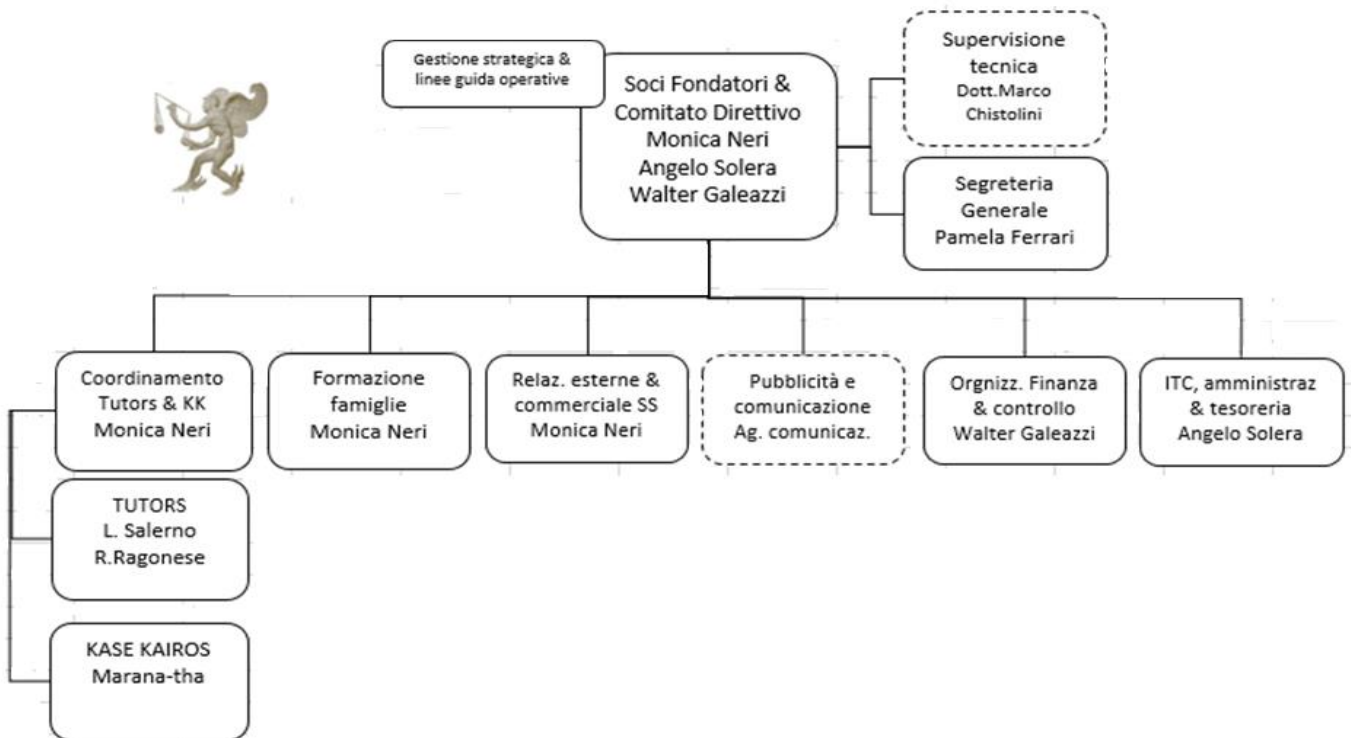 Gestione strategica &
linee guida operative
Soci Fondatori &
Comitato Direttivo
Monica Neri
Angelo Solera
Walter Galeazzi
Supervisione
tecnica
Dott.Marco
Chistolini
Segreteria
Generale
Pamela Ferrari
Coordinamento
Tutors & KK
Monica Neri
Formazione
famiglie
Monica Neri
Relaz. esterne &
commerciale SS
Monica Neri
Pubblicità e
comunicazione
Ag. comunicaz.
Orgnizz. Finanza
& controllo
Walter Galeazzi
ITC, amministraz
& tesoreria
Angelo Solera
TUTORS
L. Salerno
R.Ragonese
KASE KAIROS
Marana-tha